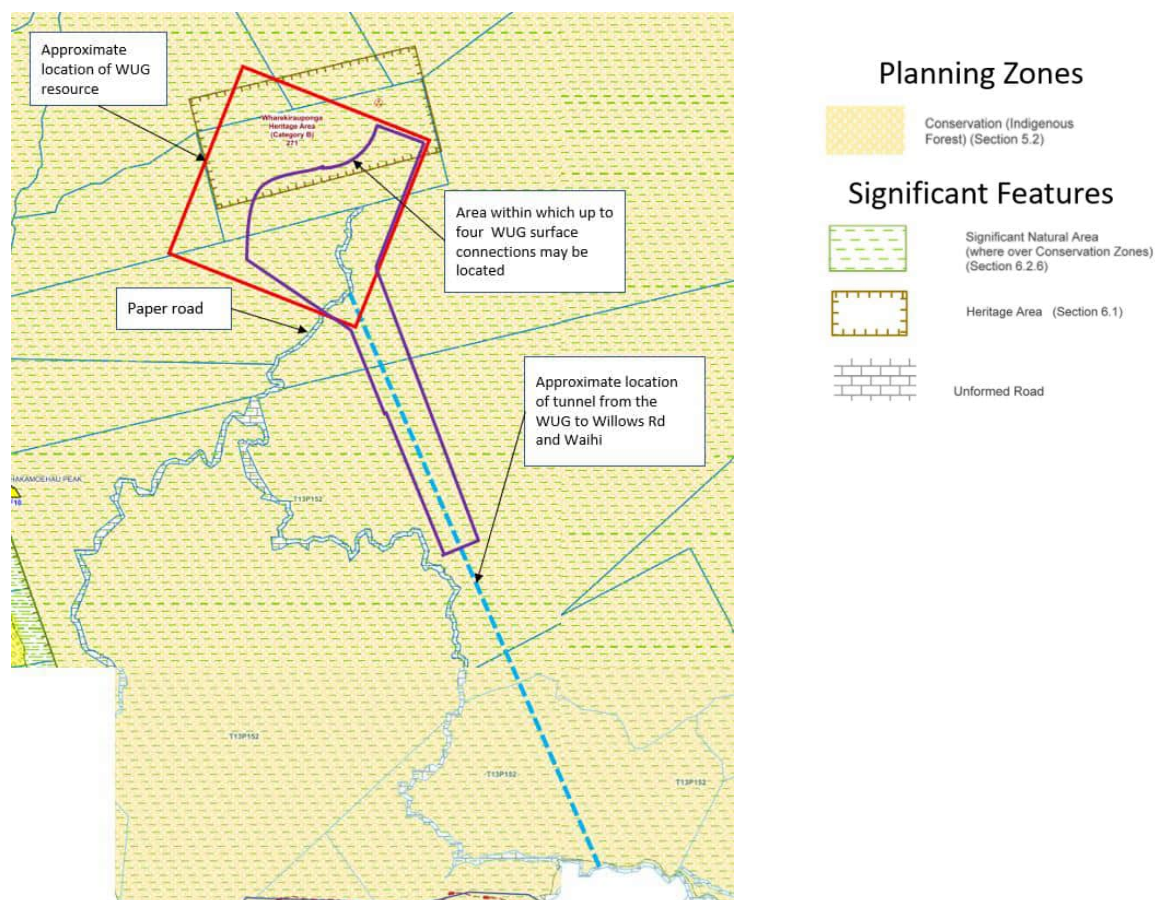 Approximate
location of WUG
resource
Wharekirauponga
Heritage Area
(Category B)
271
Area within which up to
four WUG surface
connections may be
located
Paper road
Approximate location
of tunnel from the
WUG to Willows Rd
and Waihi
HAKAMOEHAU PEAK
T13P152
T13P152
T13P152
T13P152
Planning Zones
Conservation (Indigenous
Forest) (Section 5.2)
Significant Features
Significant Natural Area
(where over Conservation Zones)
(Section 6.2.6)
Heritage Area (Section 6.1)
Unformed Road